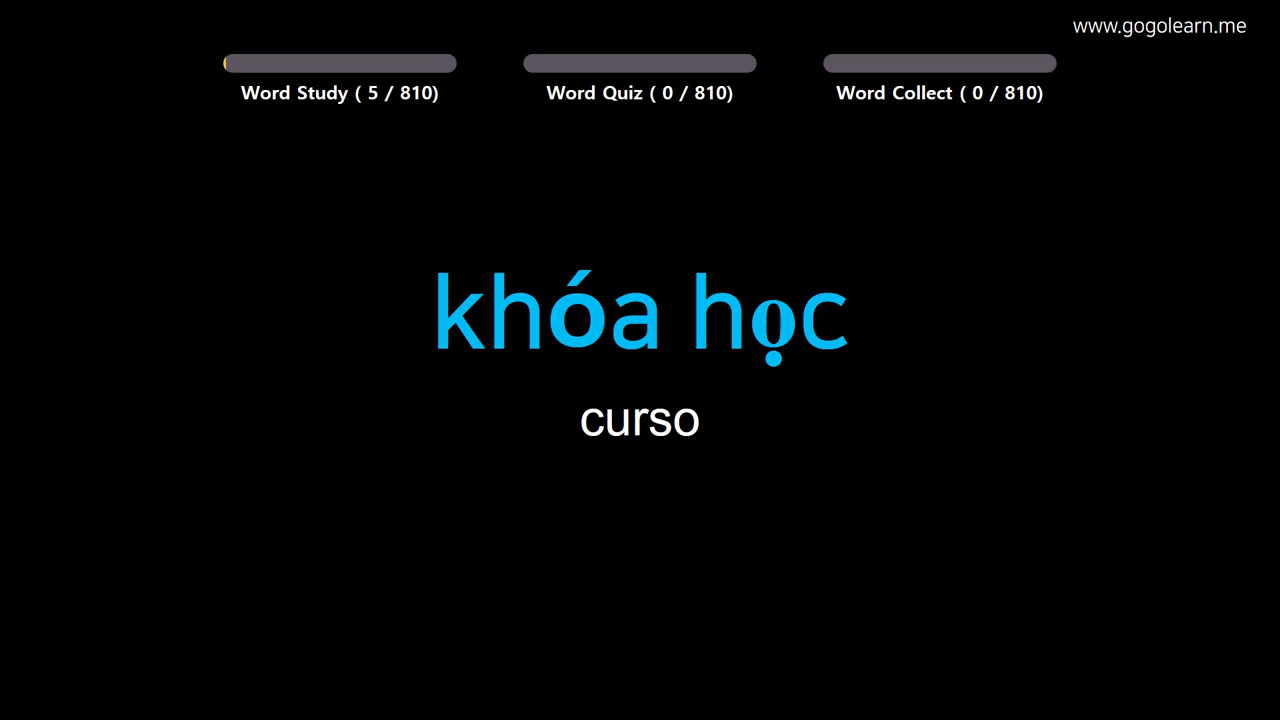 www.gogolearn.me
Word Study ( 5 / 810)
Word Quiz ( 0 / 810)
Word Collect ( 0 / 810)
khóa học
curso